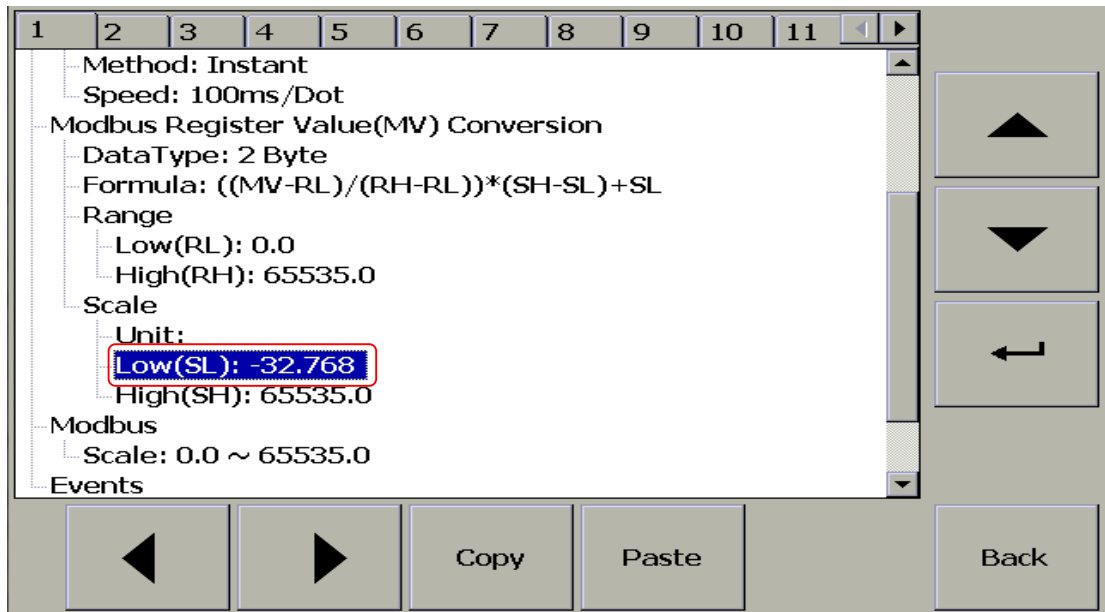 1 2 3 4 5 6 7 8 9 10 11
Method: Instant
Speed: 100ms/Dot
Modbus Register Value(MV) Conversion
DataType: 2 Byte
Formula: ((MV-RL)/(RH-RL))*(SH-SL)+SL
Range
Low(RL): 0.0
High(RH): 65535.0
Scale
Unit:
Low(SL): -32.768
High(SH): 65535.0
Modbus
Scale: 0.0 ~ 65535.0
Events
Copy Paste Back